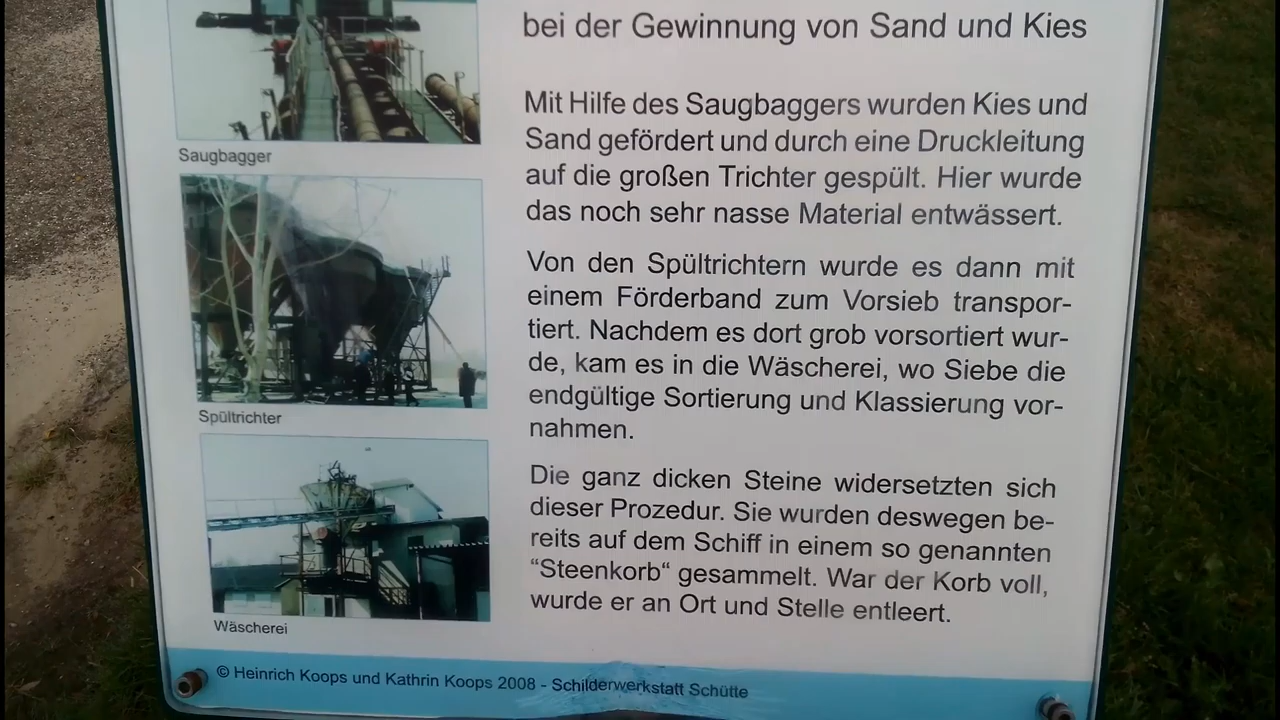 bei der Gewinnung von Sand und Kies
Mit Hilfe des Saugbaggers wurden Kies und
Sand gefördert und durch eine Druckleitung
auf die großen Trichter gespült. Hier wurde
das noch sehr nasse Material entwässert.
Von den Spültrichtern wurde es dann mit
einem Förderband zum Vorsieb transpor-
tiert. Nachdem es dort grob vorsortiert wur-
de, kam es in die Wäscherei, wo Siebe die
endgültige Sortierung und Klassierung vor-
nahmen.
Die ganz dicken Steine widersetzten sich
dieser Prozedur. Sie wurden deswegen be-
reits auf dem Schiff in einem so genannten
“Steenkorb“ gesammelt. War der Korb voll,
wurde er an Ort und Stelle entleert.
Saugbagger
Spültrichter
Wäscherei
© Heinrich Koops und Kathrin Koops 2008 - Schilderwerkstatt Schütte